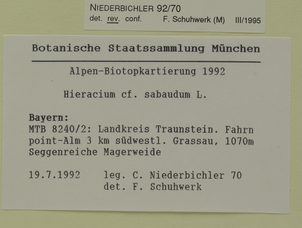 NIEDERBICHLER 92/70
det. rev. conf. F. Schuhwerk (M) III/1995
Botanische Staatssammlung München
Alpen-Biotopkartierung 1992
Hieracium cf. sabaudum L.
Bayern:
MTB 8240/2: Landkreis Traunstein. Fahrn
point-Alm 3 km südwestl. Grassau, 1070m
Seggenreiche Magerweide
19.7.1992 leg. C. Niederbichler 70
det. F. Schuhwerk